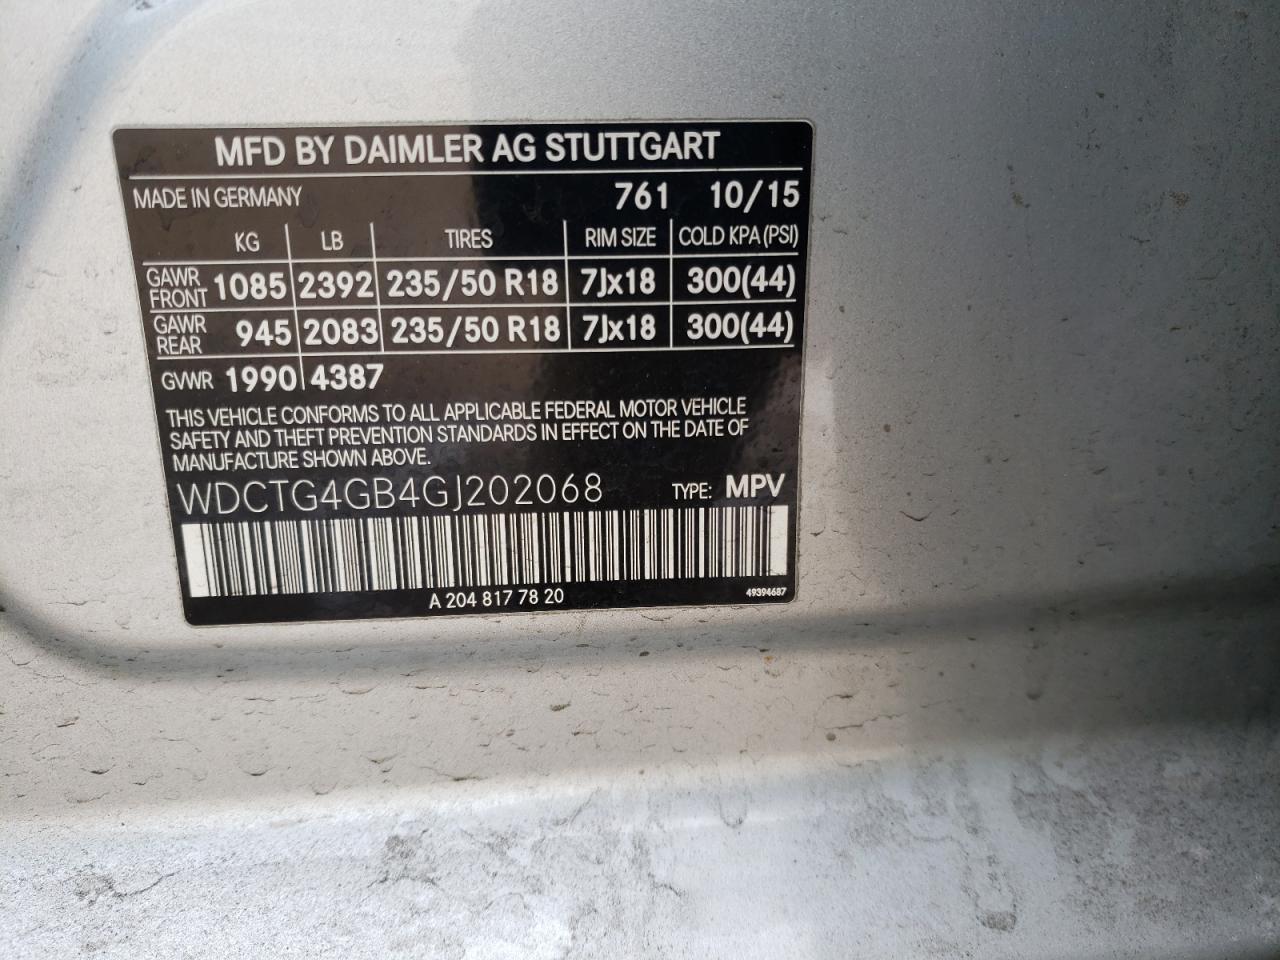 MFD BY DAIMLER AG STUTTGART
MADE IN GERMANY 761 10/15
KG LB TIRES RIM SIZE COLD KPA (PSI)
GAWR FRONT 1085 2392 235/50 R18 7Jx18 300(44)
GAWR REAR 945 2083 235/50 R18 7Jx18 300(44)
GVWR 1990 4387
THIS VEHICLE CONFORMS TO ALL APPLICABLE FEDERAL MOTOR VEHICLE
SAFETY AND THEFT PREVENTION STANDARDS IN EFFECT ON THE DATE OF
MANUFACTURE SHOWN ABOVE.
WDCTG4GB4GJ202068 TYPE: MPV
A 204 817 78 20 49394687